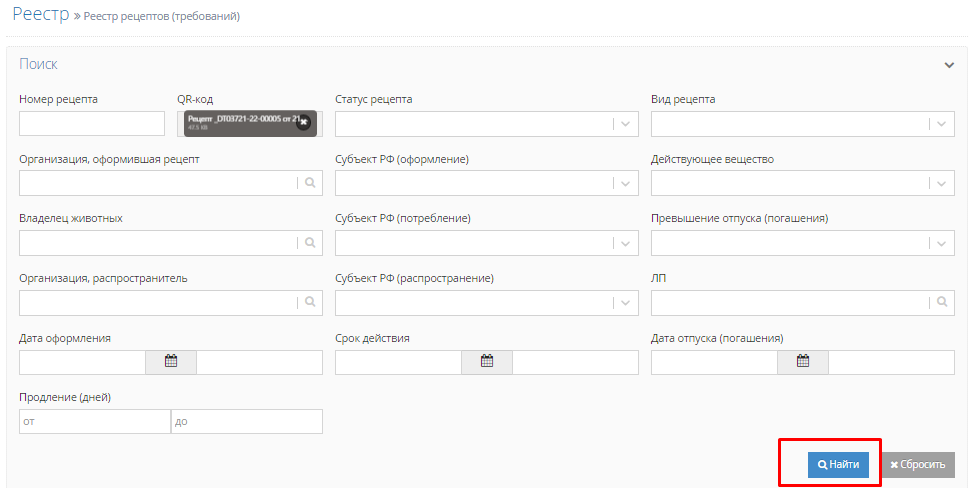 Реестр » Реестр рецептов (требований)
Поиск
Номер рецепта QR-код Статус рецепта Вид рецепта
Рецепт _DT03721-22-00005 от 21
43.5 KB
Организация, оформившая рецепт Субъект РФ (оформление) Действующее вещество
Владелец животных Субъект РФ (потребление) Превышение отпуска (погашения)
Организация, распространитель Субъект РФ (распространение) ЛП
Дата оформления Срок действия Дата отпуска (погашения)
Продление (дней)
от до
Найти Сбросить